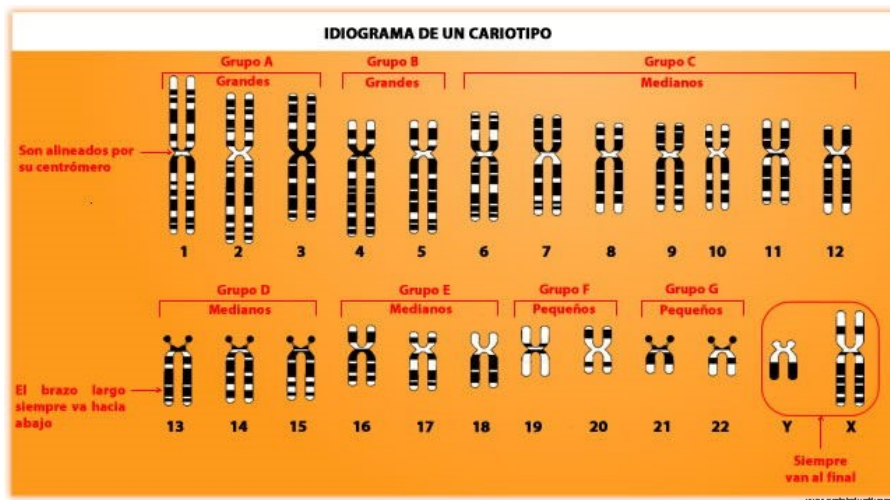 IDIOGRAMA DE UN CARIOTIPO
Grupo A
Grandes
Grupo B
Grandes
Grupo C
Medianos
Son alineados por
su centrómero
1 2 3 4 5 6 7 8 9 10 11 12
Grupo D
Medianos
Grupo E
Medianos
Grupo F
Pequeños
Grupo G
Pequeños
El brazo largo
siempre va hacia
abajo
13 14 15 16 17 18 19 20 21 22 Y X
Siempre
van al final